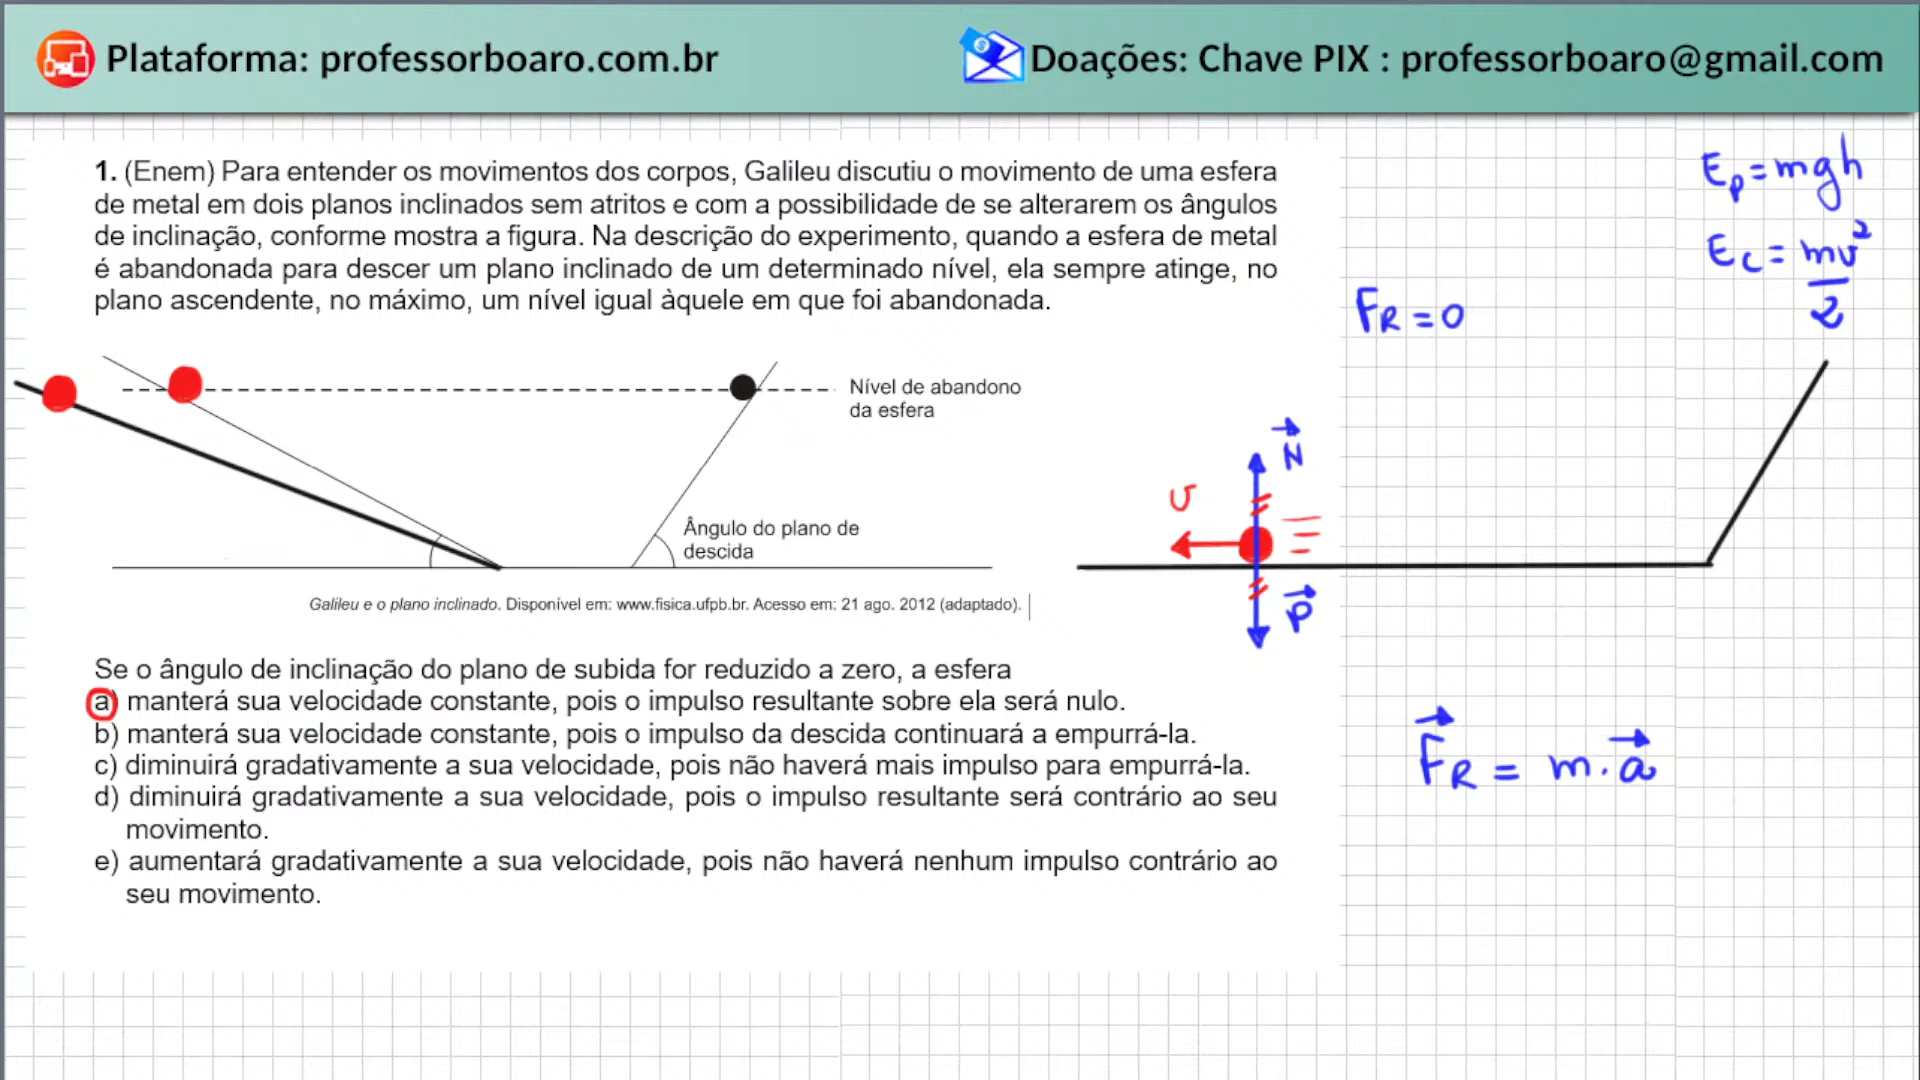 Plataforma: professorboaro.com.br
Doações: Chave PIX : professorboaro@gmail.com
1. (Enem) Para entender os movimentos dos corpos, Galileu discutiu o movimento de uma esfera
de metal em dois planos inclinados sem atritos e com a possibilidade de se alterarem os ângulos
de inclinação, conforme mostra a figura. Na descrição do experimento, quando a esfera de metal
é abandonada para descer um plano inclinado de um determinado nível, ela sempre atinge, no
plano ascendente, no máximo, um nível igual àquele em que foi abandonada.
Ep = mgh
Ec = mv²
2
FR = 0
Nível de abandono
da esfera
N
v
Ângulo do plano de
descida
P
Galileu e o plano inclinado. Disponível em: www.fisica.ufpb.br. Acesso em: 21 ago. 2012 (adaptado).
Se o ângulo de inclinação do plano de subida for reduzido a zero, a esfera
a) manterá sua velocidade constante, pois o impulso resultante sobre ela será nulo.
b) manterá sua velocidade constante, pois o impulso da descida continuará a empurrá-la.
c) diminuirá gradativamente a sua velocidade, pois não haverá mais impulso para empurrá-la.
d) diminuirá gradativamente a sua velocidade, pois o impulso resultante será contrário ao seu
movimento.
e) aumentará gradativamente a sua velocidade, pois não haverá nenhum impulso contrário ao
seu movimento.
FR = m.a